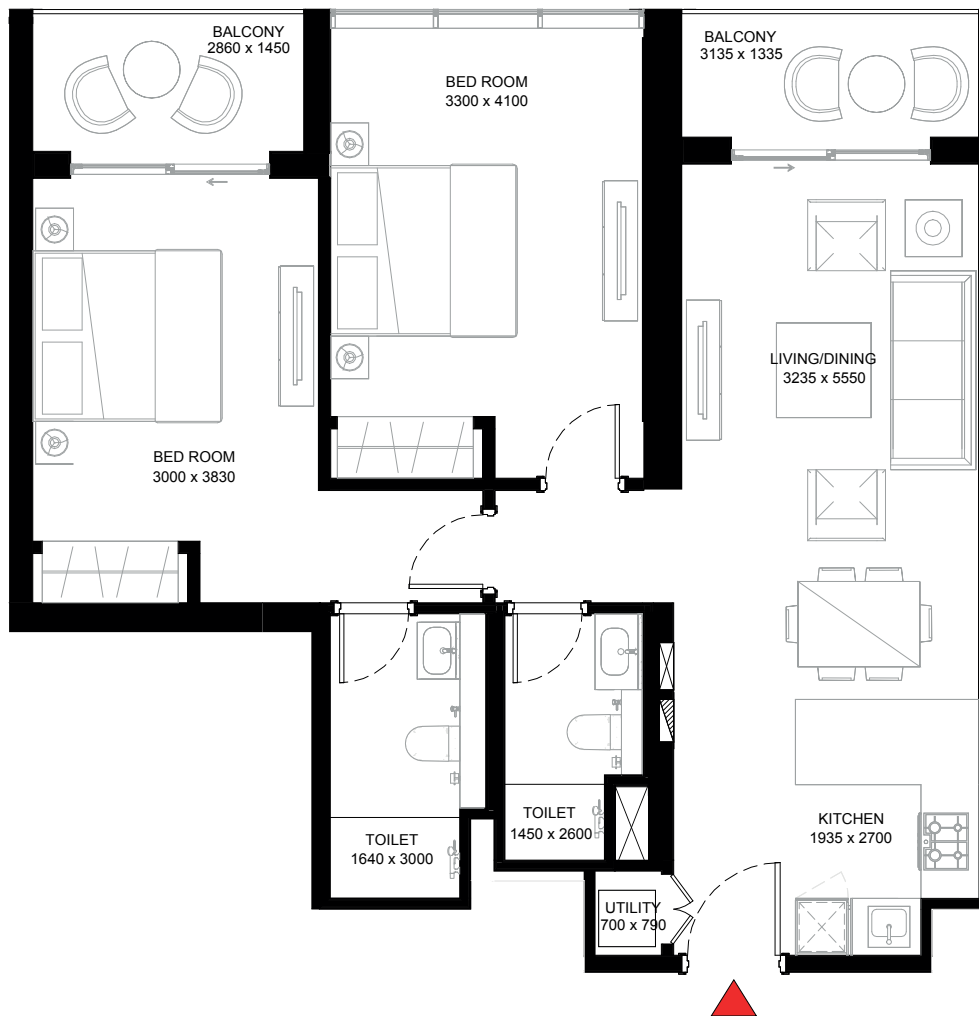 BALCONY
2860 x 1450
BED ROOM
3300 x 4100
BALCONY
3135 x 1335
LIVING/DINING
3235 x 5550
BED ROOM
3000 x 3830
TOILET
1640 x 3000
TOILET
1450 x 2600
KITCHEN
1935 x 2700
UTILITY
700 x 790